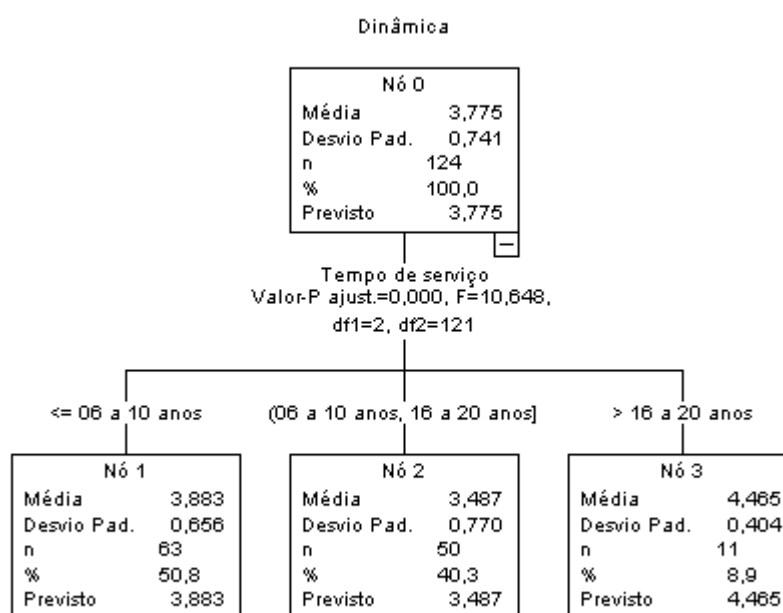 Dinâmica
Nó 0
Média 3,775
Desvio Pad. 0,741
n 124
% 100,0
Previsto 3,775
Tempo de serviço
Valor-P ajust.=0,000, F=10,648,
df1=2, df2=121
<= 06 a 10 anos
(06 a 10 anos, 16 a 20 anos]
> 16 a 20 anos
Nó 1
Média 3,883
Desvio Pad. 0,656
n 63
% 50,8
Previsto 3,883
Nó 2
Média 3,487
Desvio Pad. 0,770
n 50
% 40,3
Previsto 3,487
Nó 3
Média 4,465
Desvio Pad. 0,404
n 11
% 8,9
Previsto 4,465